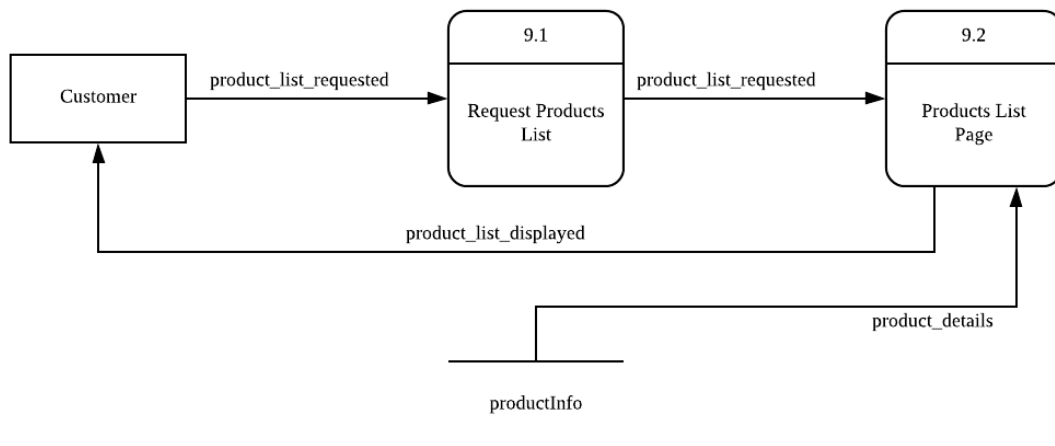 9.1
9.2
Customer
product_list_requested
product_list_requested
Request Products
List
Products List
Page
product_list_displayed
product_details
productInfo